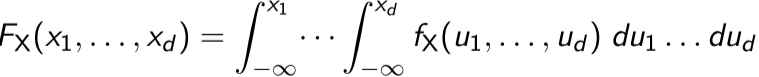 F_X(x_1, . . . , x_d) = ∫_{−∞}^{x_1} ⋯ ∫_{−∞}^{x_d} f_X(u_1, . . . , u_d) du_1 . . . du_d